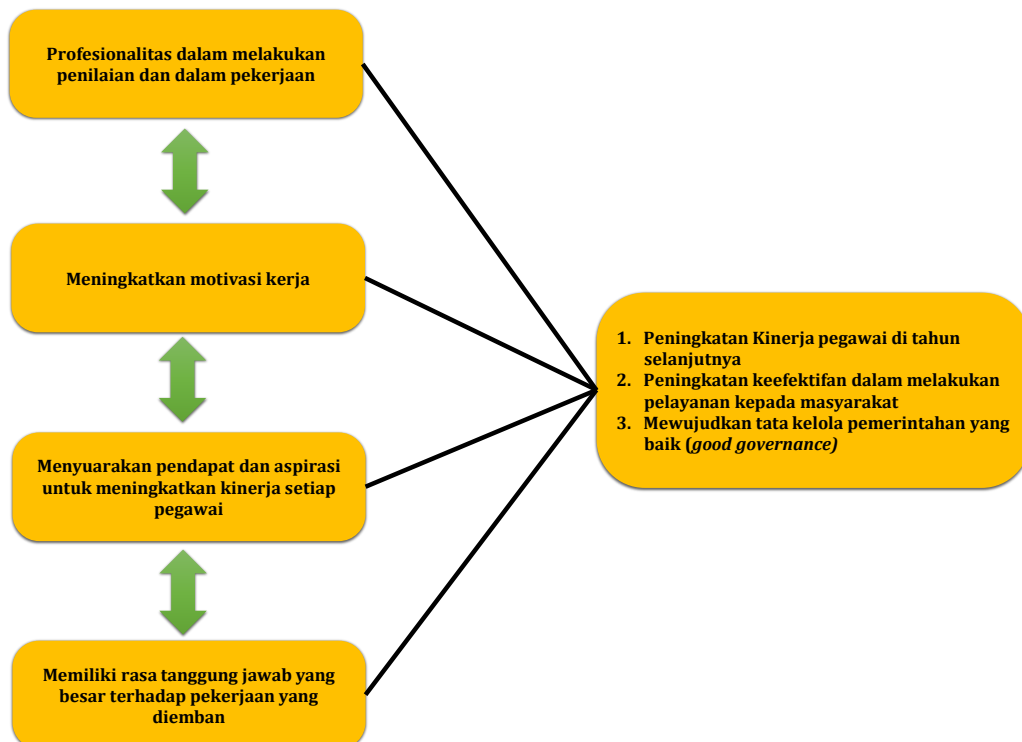 Profesionalitas dalam melakukan
penilaian dan dalam pekerjaan
Meningkatkan motivasi kerja
Menyuarakan pendapat dan aspirasi
untuk meningkatkan kinerja setiap
pegawai
Memiliki rasa tanggung jawab yang
besar terhadap pekerjaan yang
diemban
1. Peningkatan Kinerja pegawai di tahun
selanjutnya
2. Peningkatan keefektifan dalam melakukan
pelayanan kepada masyarakat
3. Mewujudkan tata kelola pemerintahan yang
baik (good governance)